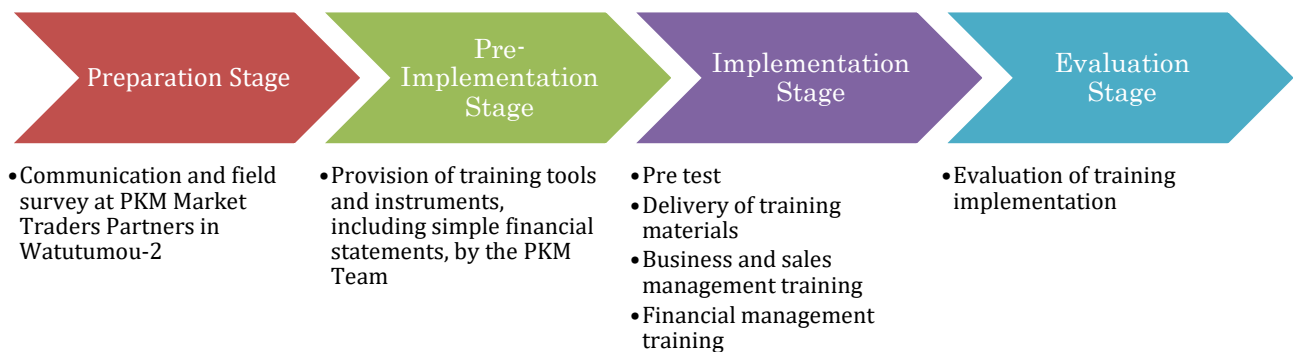 Preparation Stage
•Communication and field
survey at PKM Market
Traders Partners in
Watutumou-2
Pre-
Implementation
Stage
•Provision of training tools
and instruments,
including simple financial
statements, by the PKM
Team
Implementation
Stage
•Pre test
•Delivery of training
materials
•Business and sales
management training
•Financial management
training
Evaluation
Stage
•Evaluation of training
implementation